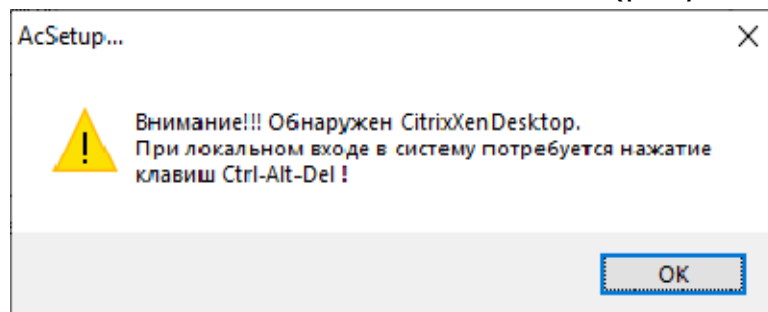 AcSetup...
Внимание!!! Обнаружен CitrixXenDesktop.
При локальном входе в систему потребуется нажатие
клавиш Ctrl-Alt-Del !
OK